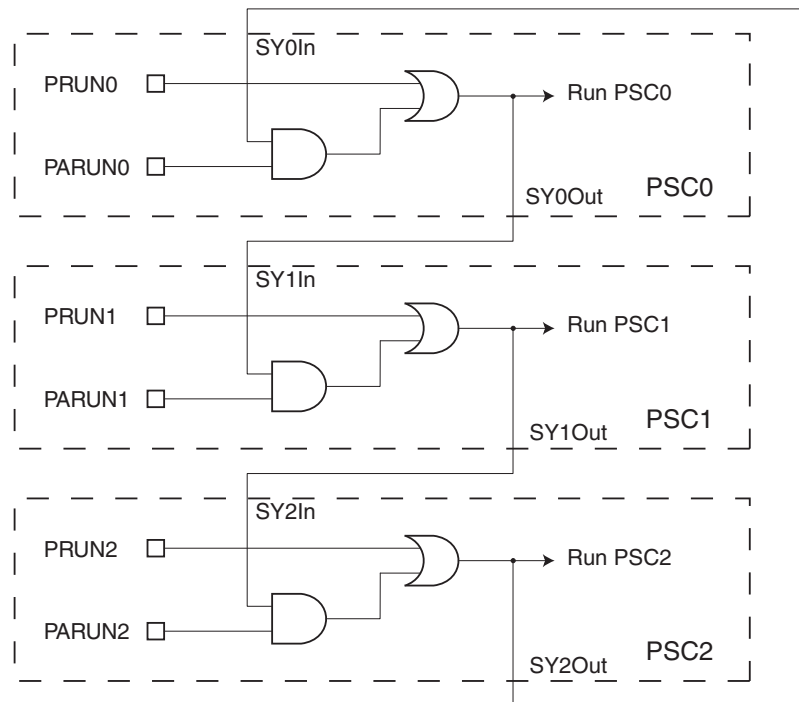 SY0In
PRUN0
Run PSC0
PARUN0
PSC0
SY0Out
SY1In
PRUN1
Run PSC1
PARUN1
PSC1
SY1Out
SY2In
PRUN2
Run PSC2
PARUN2
PSC2
SY2Out